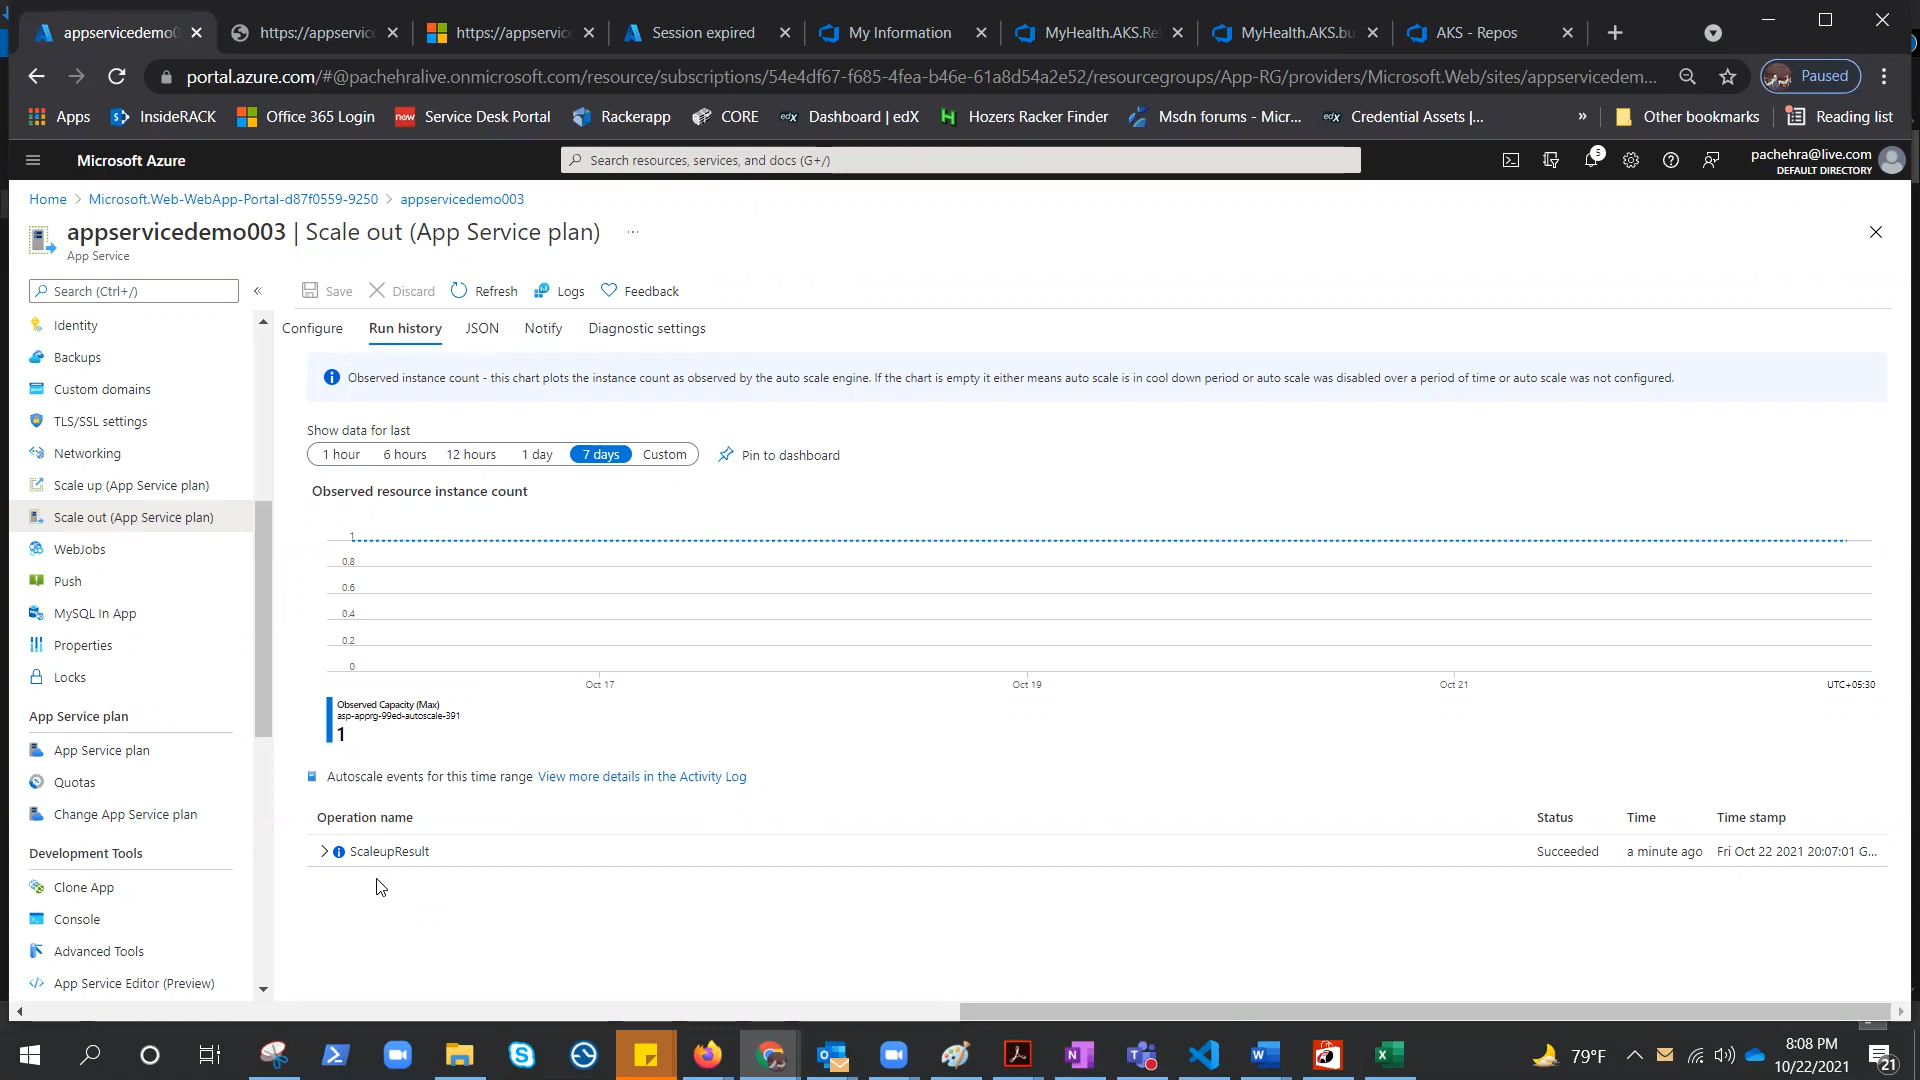 appservicedemo0
https://appservice
https://appservice
Session expired
My Information
MyHealth.AKS.Re
MyHealth.AKS.bu
AKS - Repos
portal.azure.com/#@pachehralive.onmicrosoft.com/resource/subscriptions/54e4df67-f685-4fea-b46e-61a8d54a2e52/resourcegroups/App-RG/providers/Microsoft.Web/sites/appservicedem...
Paused
Apps
InsideRACK
Office 365 Login
new
Service Desk Portal
Rackerapp
CORE
edX
Dashboard | edX
Hozers Racker Finder
Msdn forums - Micr...
edX
Credential Assets |...
»
Other bookmarks
Reading list
Microsoft Azure
Search resources, services, and docs (G+/)
5
pachehra@live.com
DEFAULT DIRECTORY
Home > Microsoft.Web-WebApp-Portal-d87f0559-9250 > appservicedemo003
appservicedemo003 | Scale out (App Service plan) ...
App Service
Search (Ctrl+/)
«
Save
Discard
Refresh
Logs
Feedback
Identity
Backups
Custom domains
TLS/SSL settings
Networking
Scale up (App Service plan)
Scale out (App Service plan)
WebJobs
Push
MySQL In App
Properties
Locks
App Service plan
App Service plan
Quotas
Change App Service plan
Development Tools
Clone App
Console
Advanced Tools
App Service Editor (Preview)
Configure
Run history
JSON
Notify
Diagnostic settings
Observed instance count - this chart plots the instance count as observed by the auto scale engine. If the chart is empty it either means auto scale is in cool down period or auto scale was disabled over a period of time or auto scale was not configured.
Show data for last
1 hour
6 hours
12 hours
1 day
7 days
Custom
Pin to dashboard
Observed resource instance count
1
0.8
0.6
0.4
0.2
0
Oct 17
Oct 19
Oct 21
UTC+05:30
Observed Capacity (Max)
asp-apprg-99ed-autoscale-391
1
Autoscale events for this time range View more details in the Activity Log
Operation name
Status
Time
Time stamp
ScaleupResult
Succeeded
a minute ago
Fri Oct 22 2021 20:07:01 G...
79°F
8:08 PM
10/22/2021
21